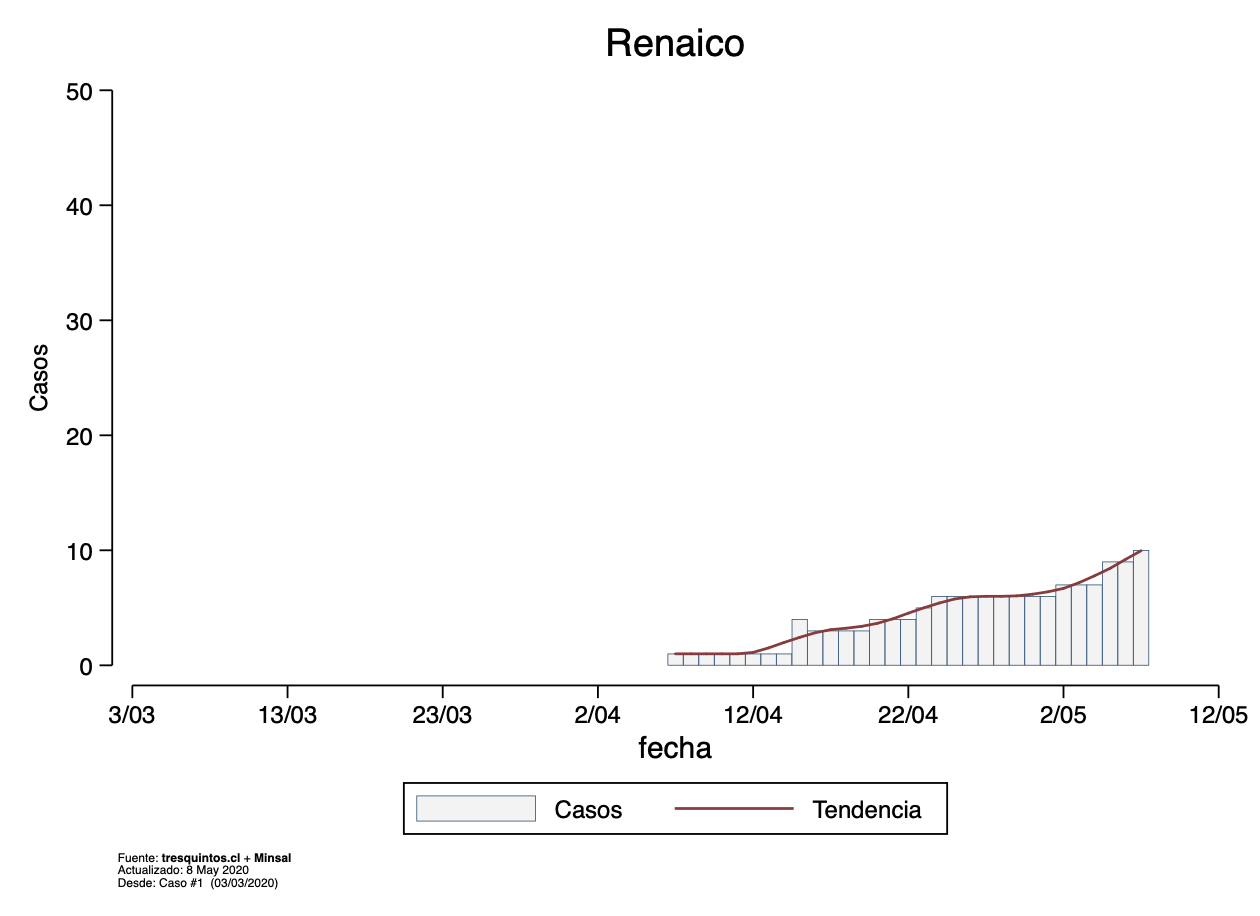 Renaico
50
40
30
20
10
0
Casos
3/03 13/03 23/03 2/04 12/04 22/04 2/05 12/05
fecha
Casos Tendencia
Fuente: tresquintos.cl + Minsal
Actualizado: 8 May 2020
Desde: Caso #1 (03/03/2020)